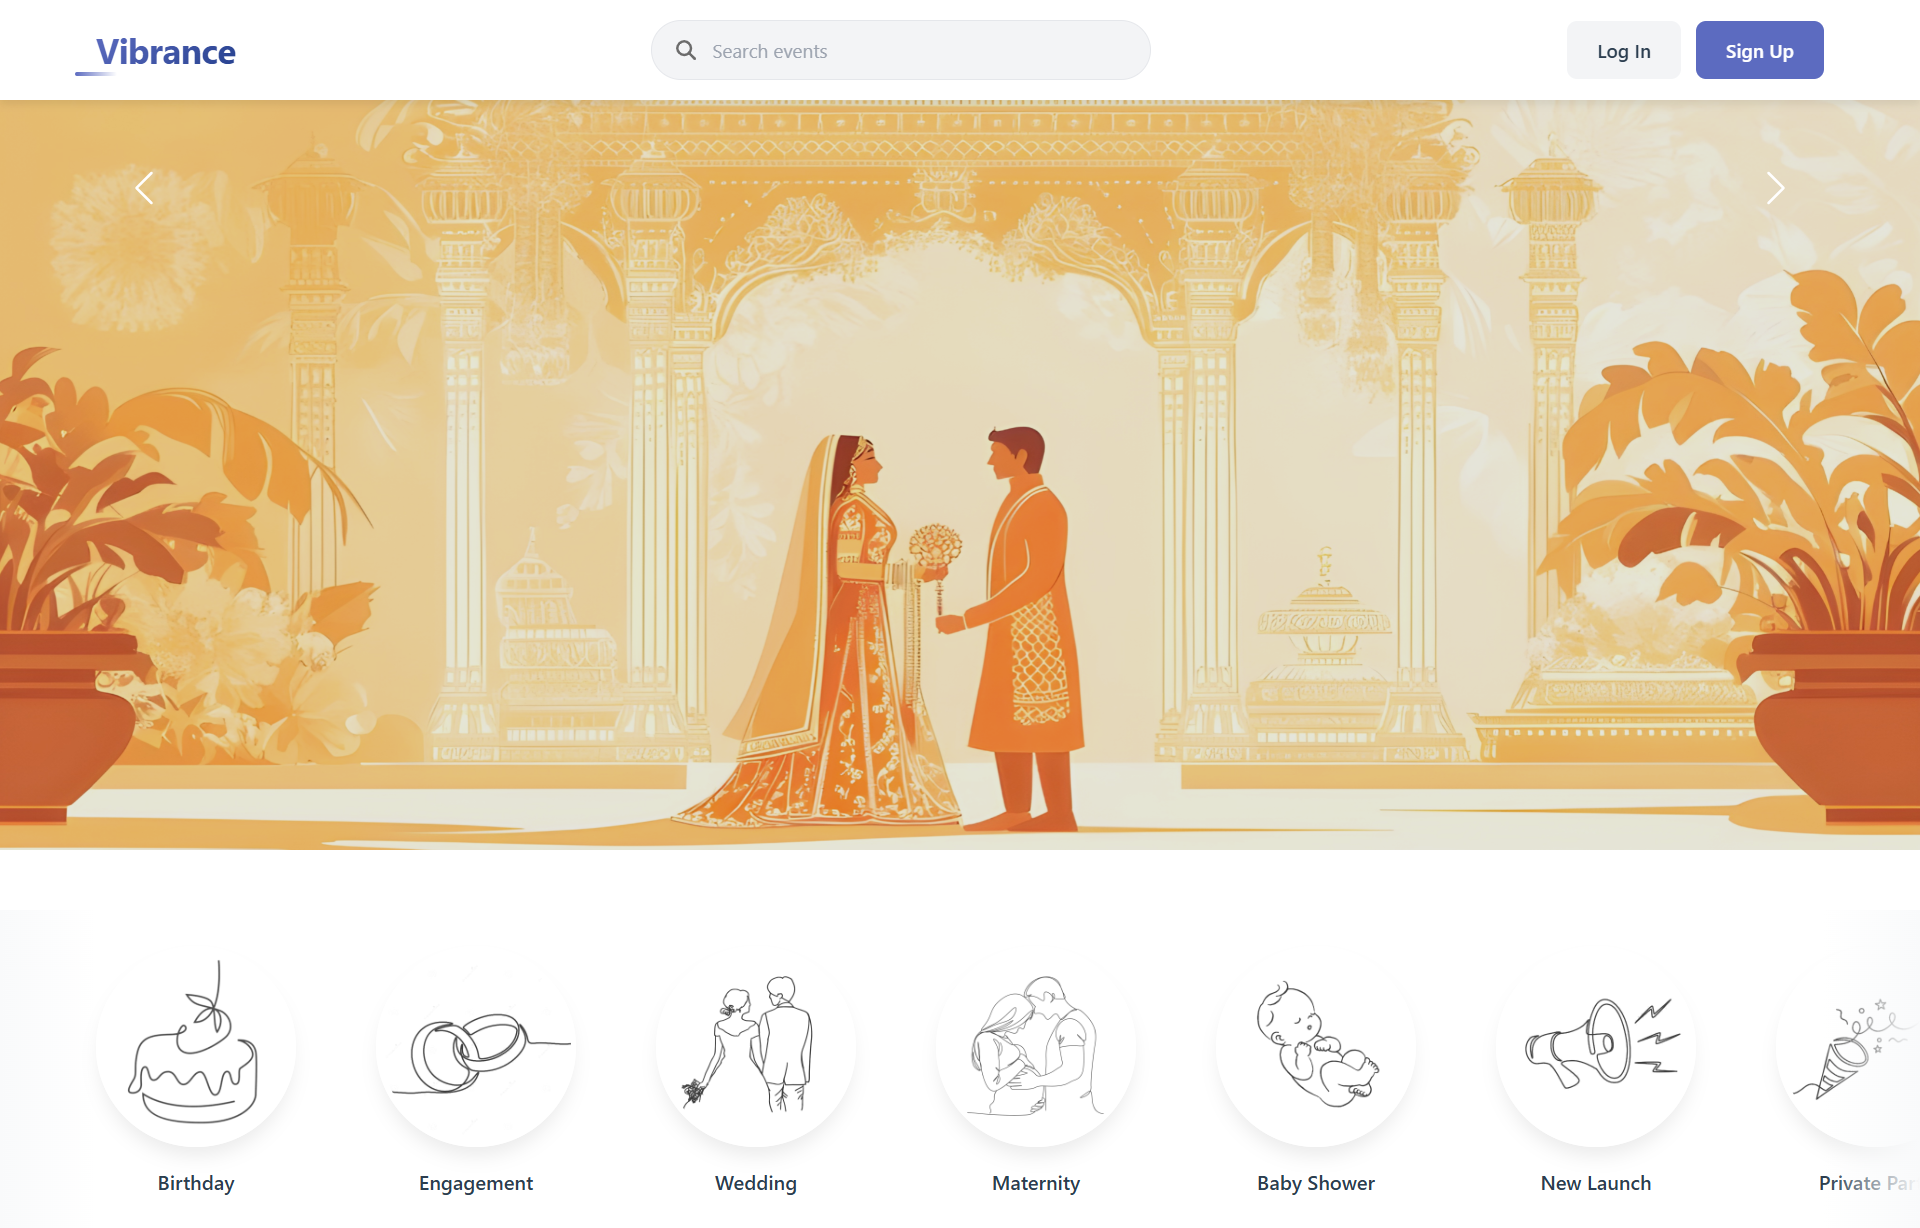 Vibrance
Search events
Log In
Sign Up
Birthday
Engagement
Wedding
Maternity
Baby Shower
New Launch
Private Par